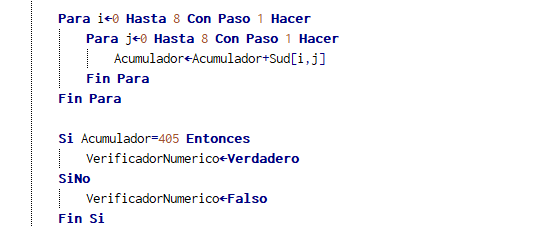 Para i←0 Hasta 8 Con Paso 1 Hacer
Para j←0 Hasta 8 Con Paso 1 Hacer
Acumulador←Acumulador+Sud[i,j]
Fin Para
Fin Para
Si Acumulador=405 Entonces
VerificadorNumerico←Verdadero
SiNo
VerificadorNumerico←Falso
Fin Si